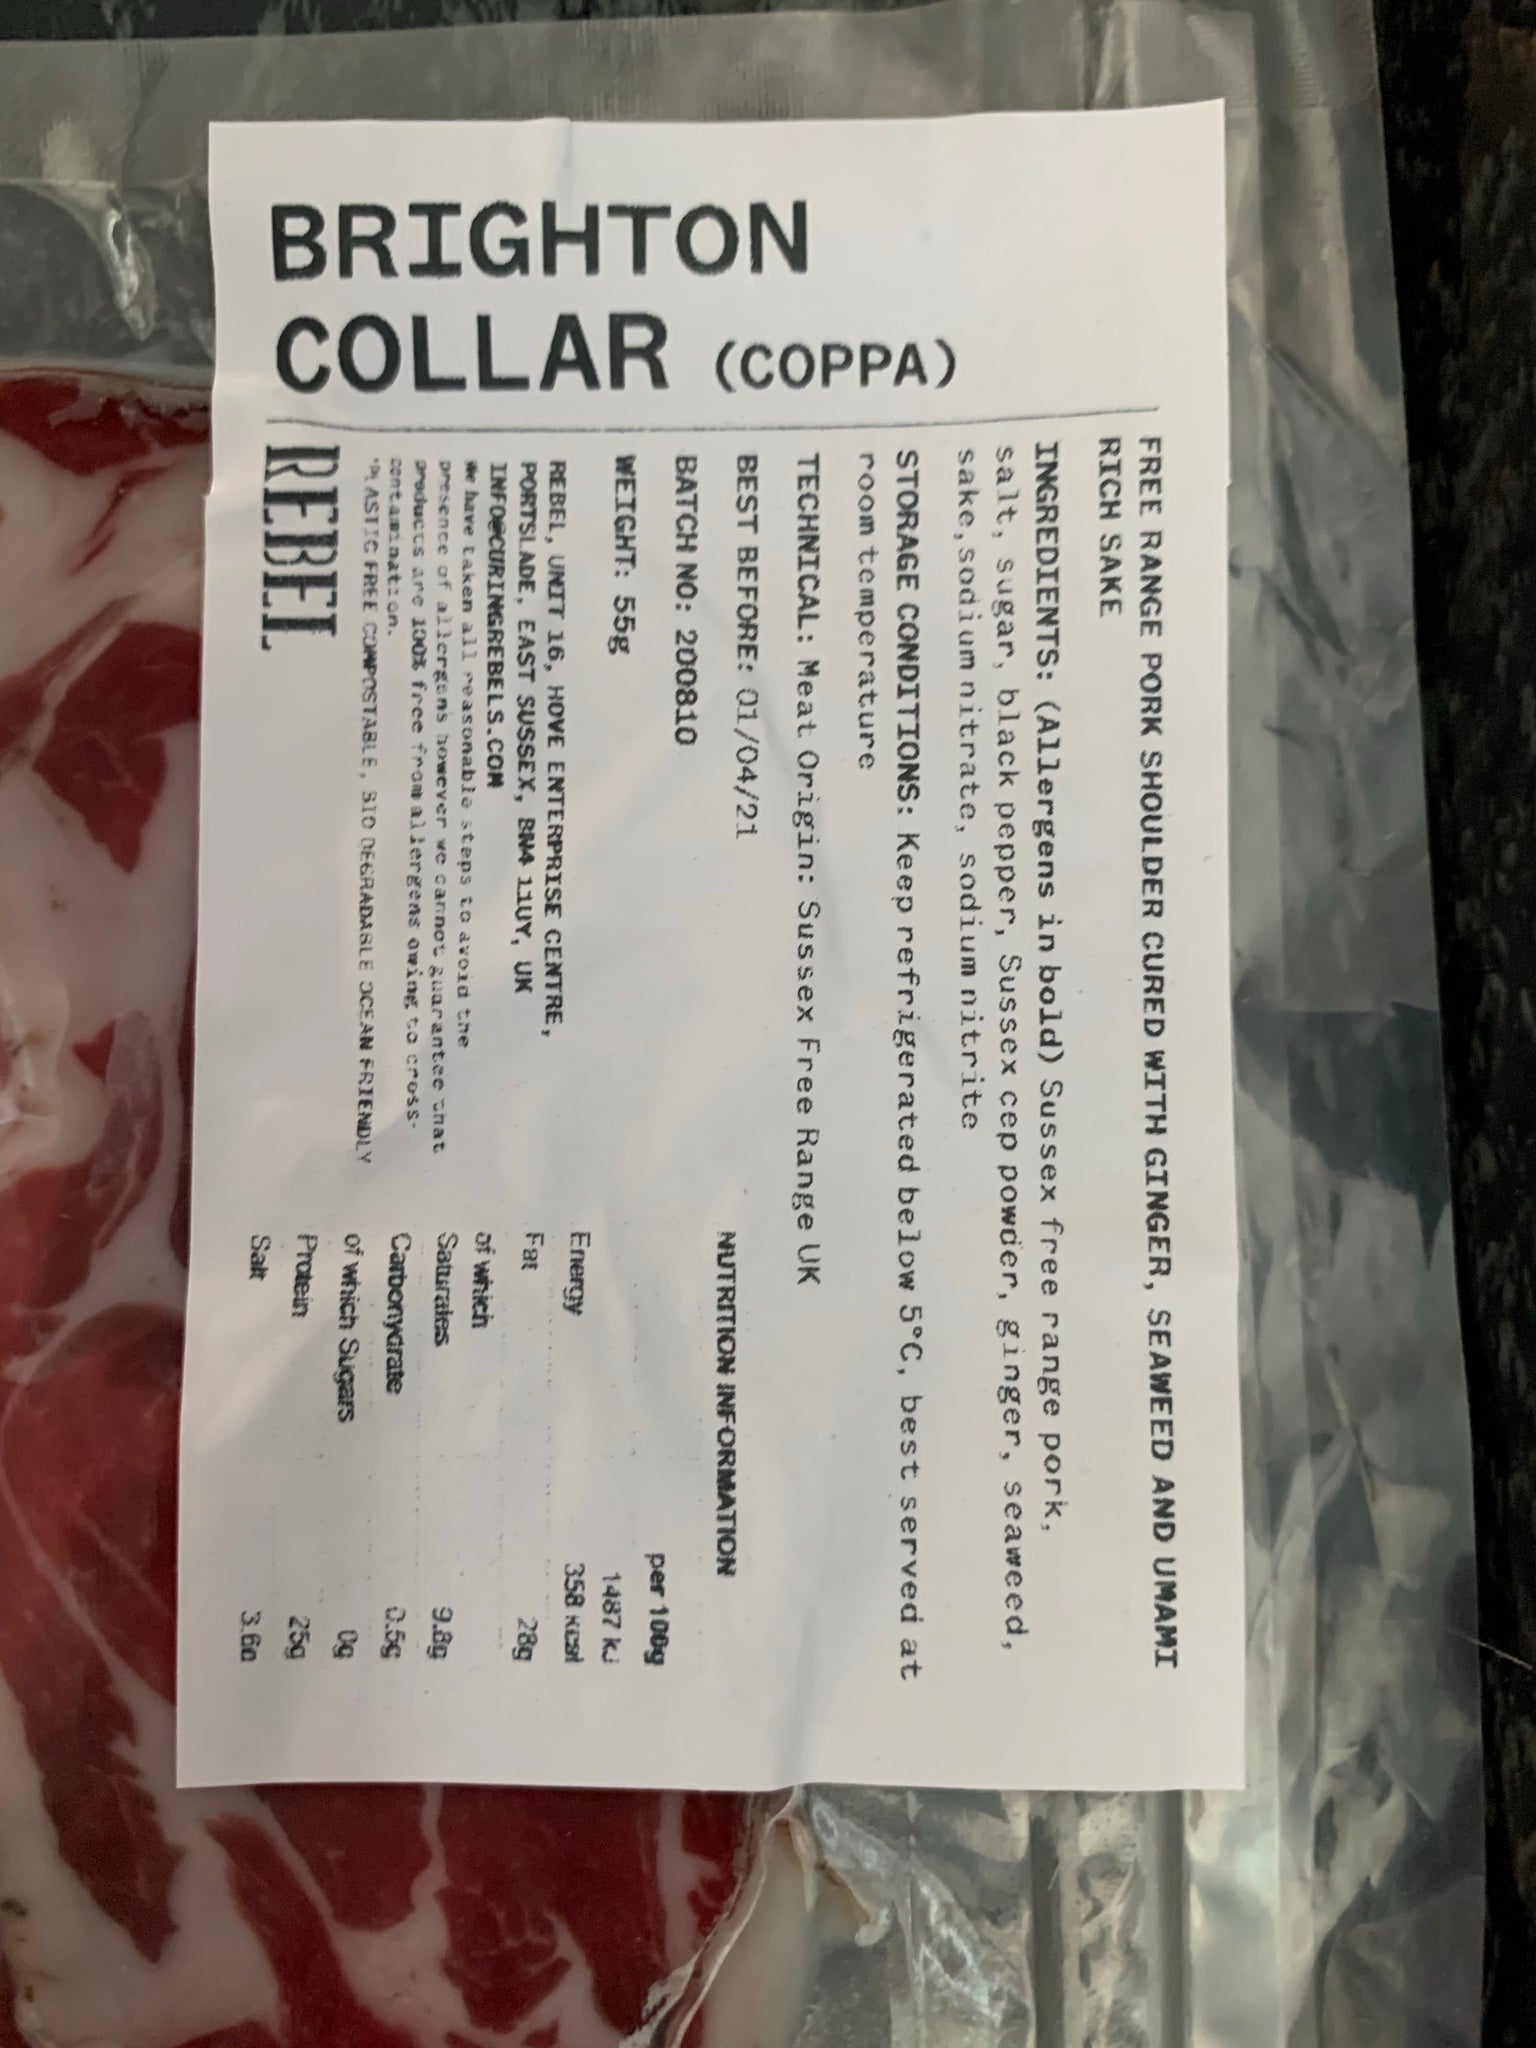 BRIGHTON
COLLAR (COPPA)
FREE RANGE PORK SHOULDER CURED WITH GINGER, SEAWEED AND UMAMI
RICH SAKE
INGREDIENTS: (Allergens in bold) Sussex free range pork,
salt, sugar, black pepper, Sussex cep powder, ginger, seaweed,
sake, sodium nitrate, sodium nitrite
STORAGE CONDITIONS: Keep refrigerated below 5°C, best served at
room temperature
TECHNICAL: Meat Origin: Sussex Free Range UK
BEST BEFORE: 01/04/21
BATCH NO: 200810
WEIGHT: 55g
REBEL, UNIT 16, HOVE ENTERPRISE CENTRE,
PORTSLADE, EAST SUSSEX, BN41 1UY, UK
INFO@CURINGREBELS.COM
We have taken all reasonable steps to avoid the
presence of allergens however we cannot guarantee that
products are 100% free from allergens owing to cross-
contamination.
*PLASTIC FREE COMPOSTABLE, BIO DEGRADABLE OCEAN FRIENDLY
REBEL
NUTRITION INFORMATION
per 100g
Energy 1487 kJ
358 kcal
Fat 28g
of which
Saturates 9.8g
Carbohydrate 0.5g
of which Sugars 0g
Protein 25g
Salt 3.6g